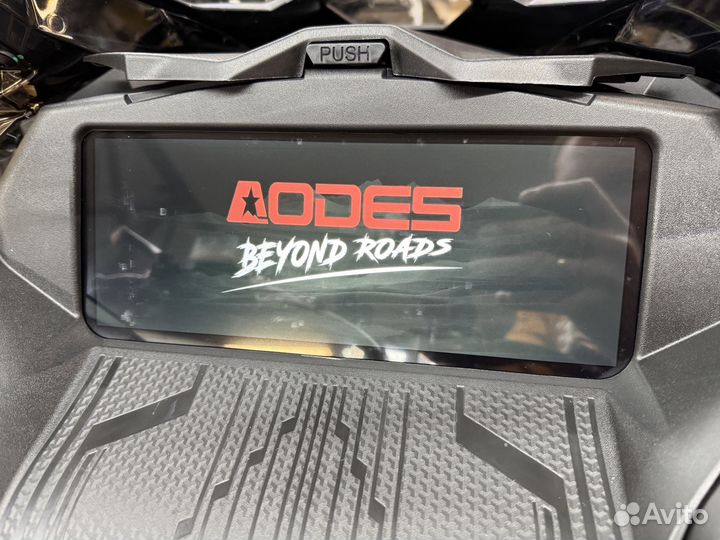 PUSH
AODES
BEYOND ROADS
Avito